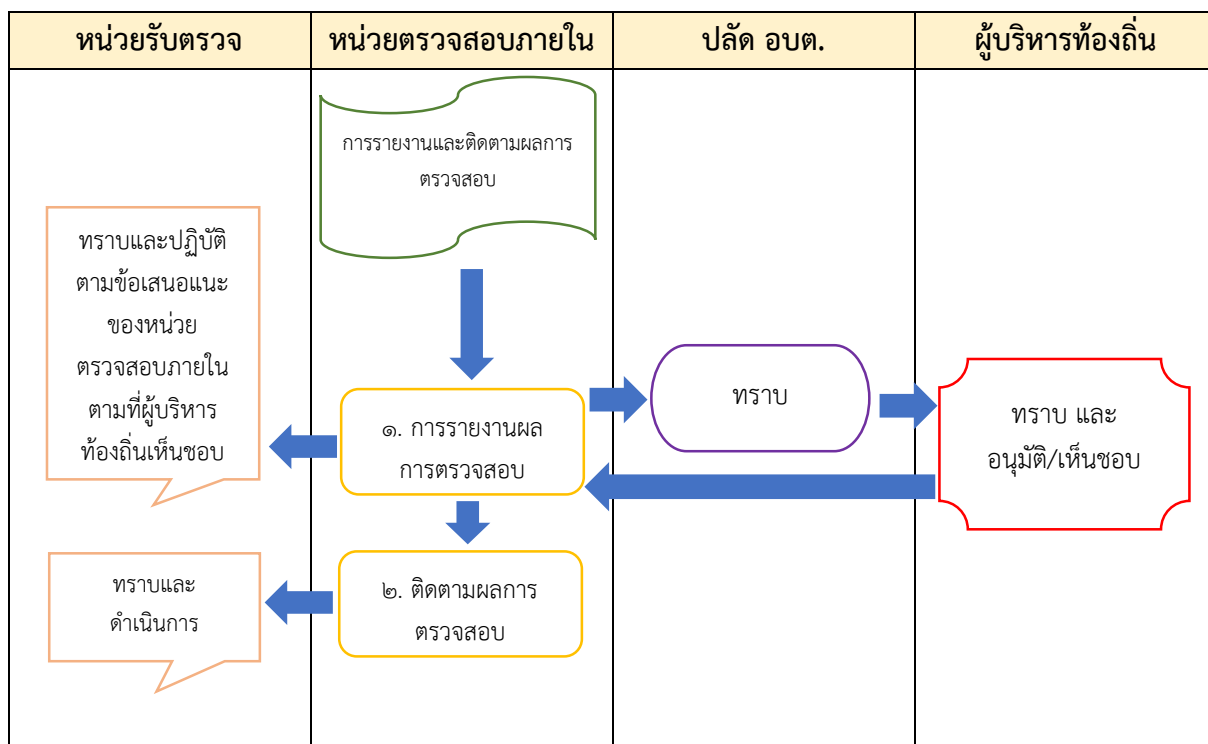 หน่วยรับตรวจ
หน่วยตรวจสอบภายใน
ปลัด อบต.
ผู้บริหารท้องถิ่น
การรายงานและติดตามผลการ
ตรวจสอบ
ทราบและปฏิบัติ
ตามข้อเสนอแนะ
ของหน่วย
ตรวจสอบภายใน
ตามที่ผู้บริหาร
ท้องถิ่นเห็นชอบ
๑. การรายงานผล
การตรวจสอบ
ทราบ
ทราบ และ
อนุมัติ/เห็นชอบ
ทราบและ
ดำเนินการ
๒. ติดตามผลการ
ตรวจสอบ